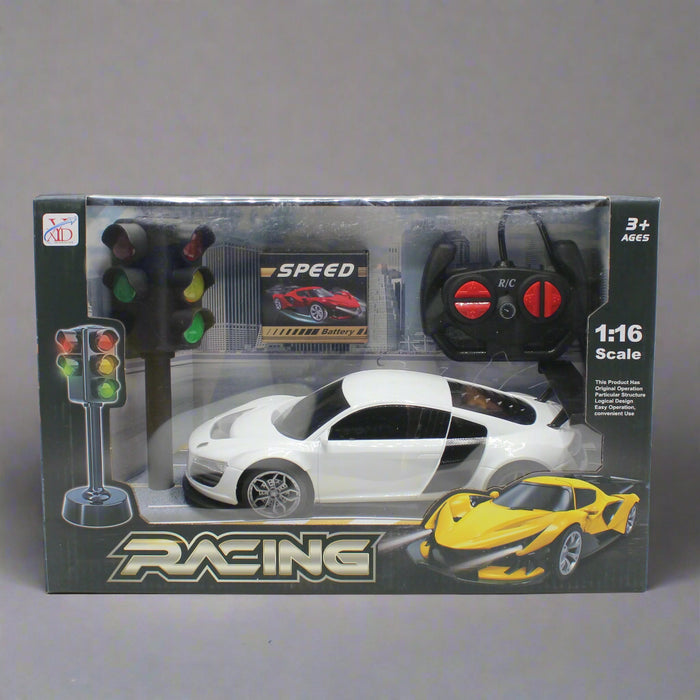 XYD
3+
AGES
SPEED
Battery
R/C
1:16
Scale
This Product Has
Original Operation
Particular Structure
Logical Design
Easy Operation,
convenient Use
RACING